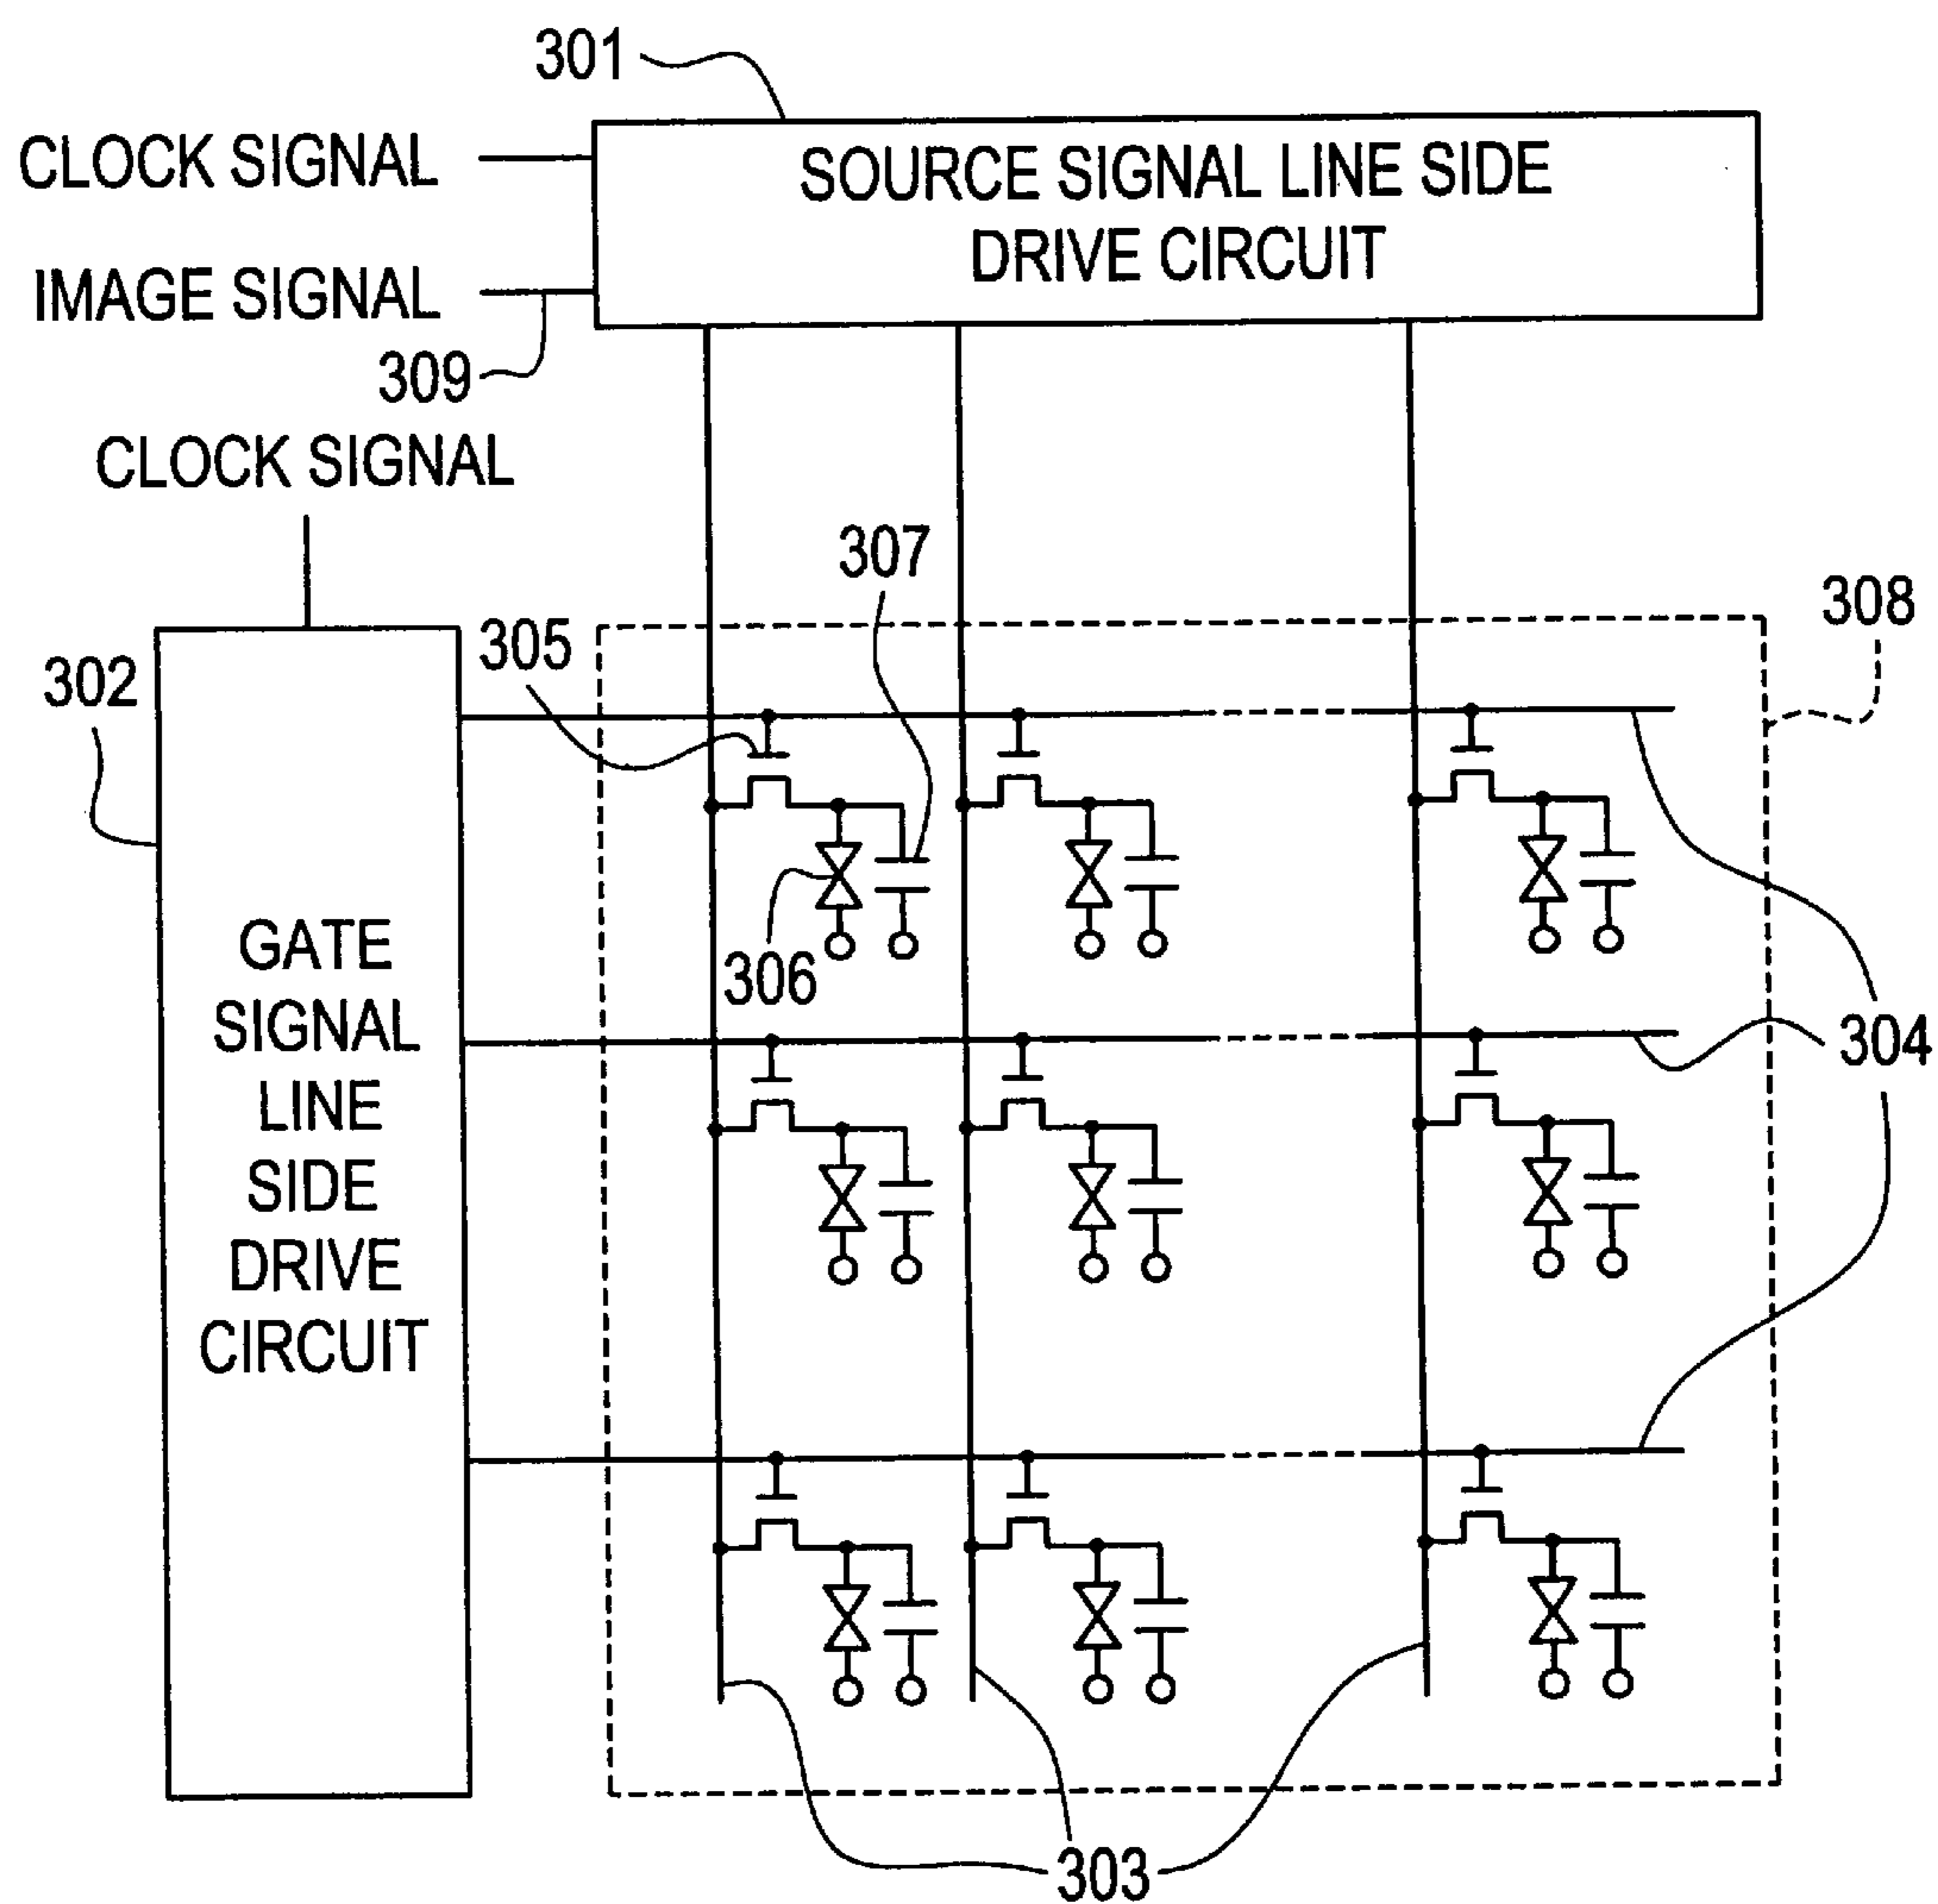 301
CLOCK SIGNAL
SOURCE SIGNAL LINE SIDE
DRIVE CIRCUIT
IMAGE SIGNAL
309
CLOCK SIGNAL
307
308
305
302
306
GATE
SIGNAL
LINE
SIDE
DRIVE
CIRCUIT
304
303